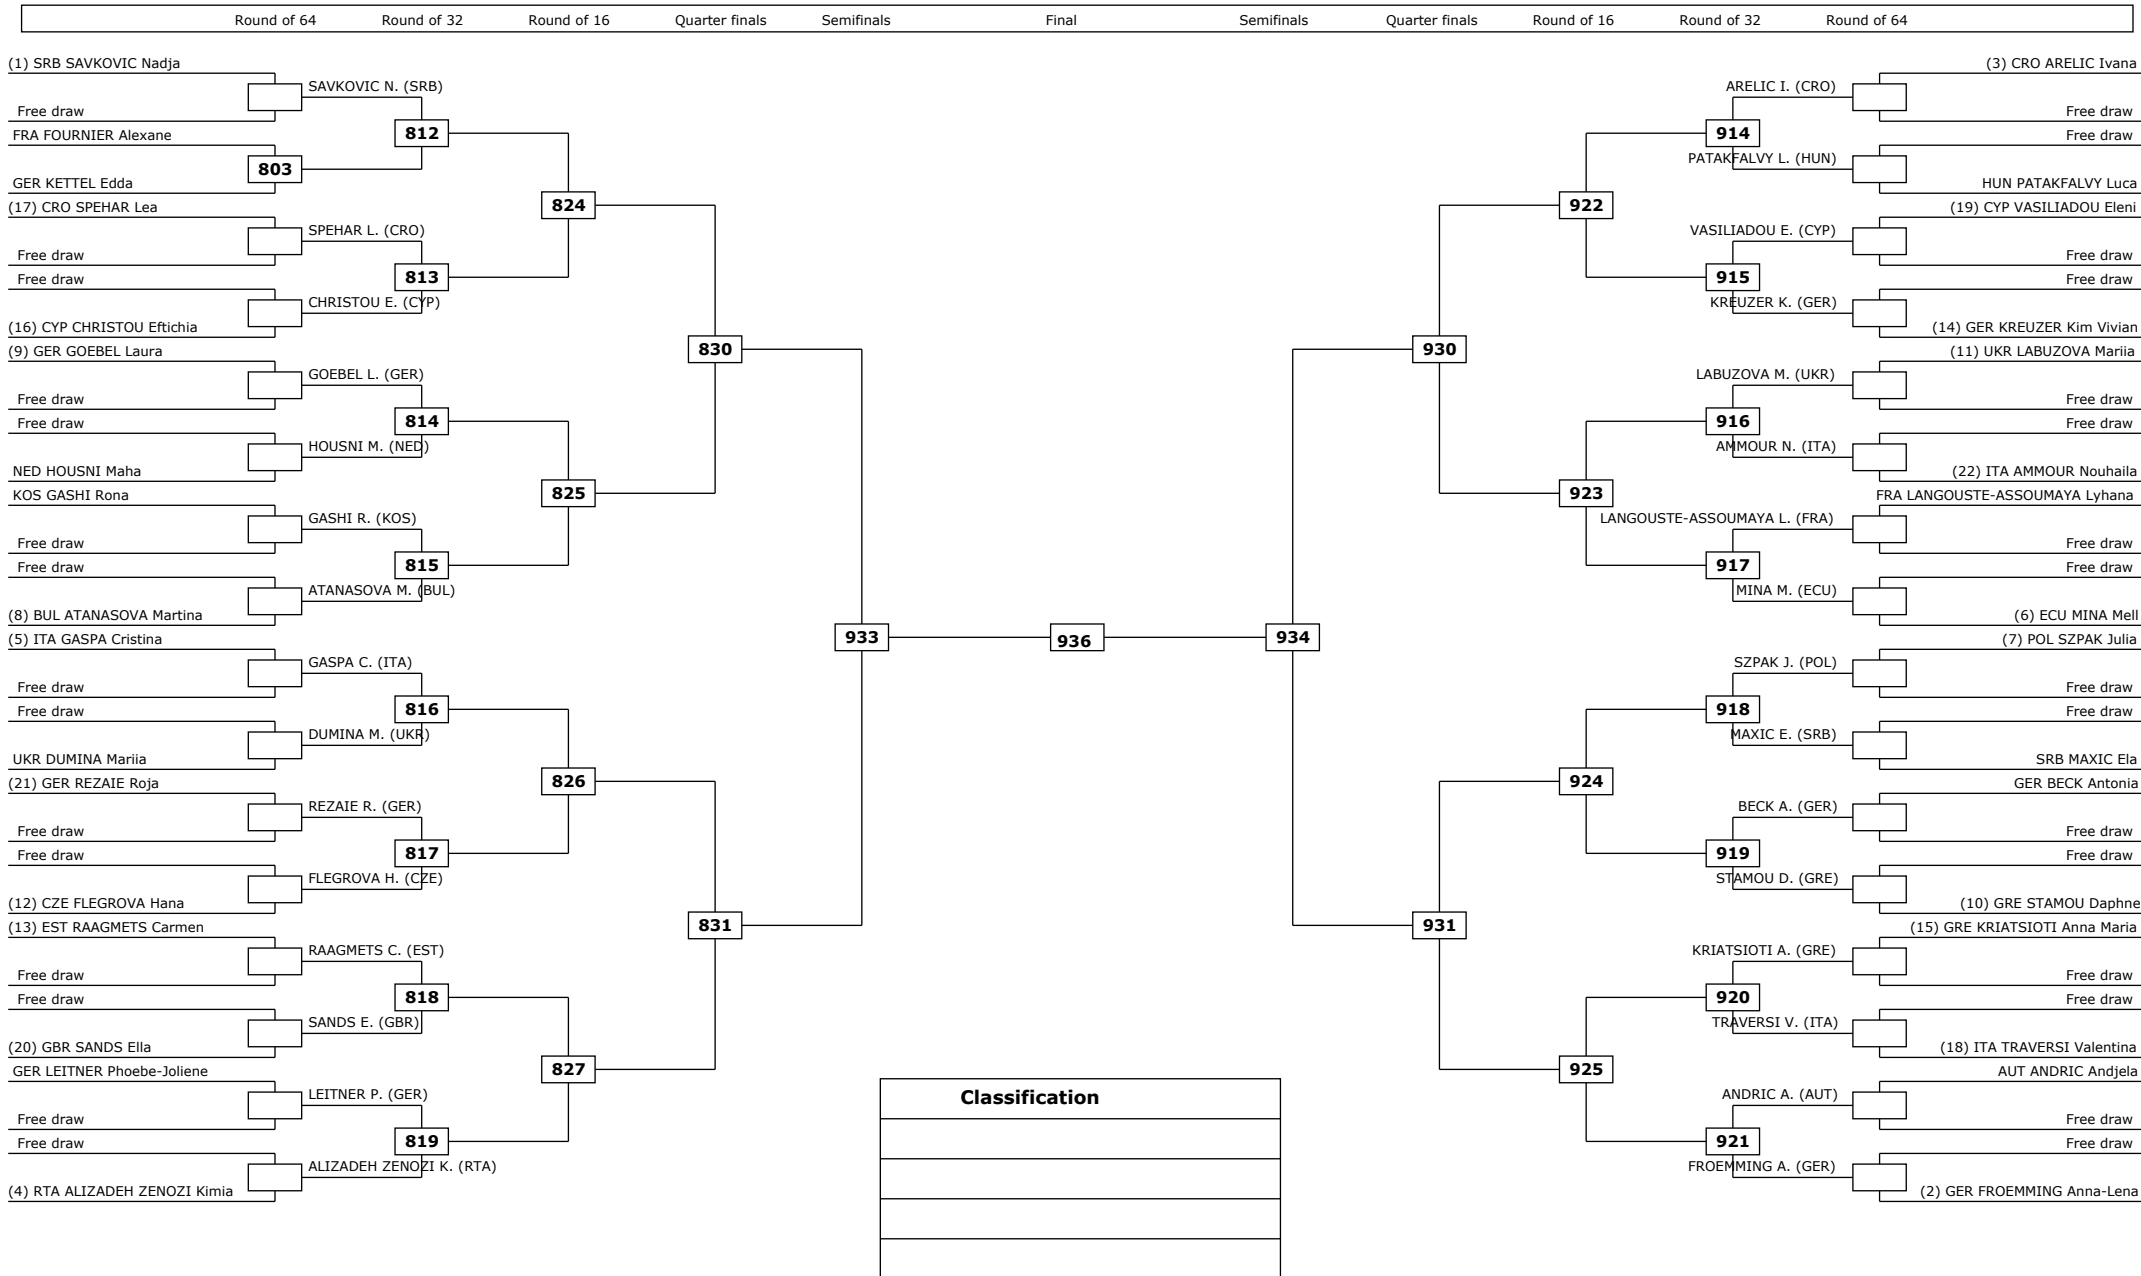 Round of 64 Round of 32 Round of 16 Quarter finals Semifinals Final Semifinals Quarter finals Round of 16 Round of 32 Round of 64
(1) SRB SAVKOVIC Nadja
SAVKOVIC N. (SRB)
Free draw
812
FRA FOURNIER Alexane
803
GER KETTEL Edda
824
(17) CRO SPEHAR Lea
SPEHAR L. (CRO)
Free draw
813
Free draw
CHRISTOU E. (CYP)
(16) CYP CHRISTOU Eftichia
830
(9) GER GOEBEL Laura
GOEBEL L. (GER)
Free draw
814
Free draw
HOUSNI M. (NED)
NED HOUSNI Maha
825
KOS GASHI Rona
GASHI R. (KOS)
Free draw
815
Free draw
ATANASOVA M. (BUL)
(8) BUL ATANASOVA Martina
933
(5) ITA GASPA Cristina
GASPA C. (ITA)
Free draw
816
Free draw
DUMINA M. (UKR)
UKR DUMINA Mariia
826
(21) GER REZAIE Roja
REZAIE R. (GER)
Free draw
817
Free draw
FLEGROVA H. (CZE)
(12) CZE FLEGROVA Hana
831
(13) EST RAAGMETS Carmen
RAAGMETS C. (EST)
Free draw
818
Free draw
SANDS E. (GBR)
(20) GBR SANDS Ella
827
GER LEITNER Phoebe-Joliene
LEITNER P. (GER)
Free draw
819
Free draw
ALIZADEH ZENOZI K. (RTA)
(4) RTA ALIZADEH ZENOZI Kimia
936
(3) CRO ARELIC Ivana
ARELIC I. (CRO)
Free draw
914
Free draw
PATAKFALVY L. (HUN)
HUN PATAKFALVY Luca
922
(19) CYP VASILIADOU Eleni
VASILIADOU E. (CYP)
Free draw
915
Free draw
KREUZER K. (GER)
(14) GER KREUZER Kim Vivian
930
(11) UKR LABUZOVA Mariia
LABUZOVA M. (UKR)
Free draw
916
Free draw
AMMOUR N. (ITA)
(22) ITA AMMOUR Nouhaila
923
FRA LANGOUSTE-ASSOUMAYA Lyhana
LANGOUSTE-ASSOUMAYA L. (FRA)
Free draw
917
Free draw
MINA M. (ECU)
(6) ECU MINA Mell
934
(7) POL SZPAK Julia
SZPAK J. (POL)
Free draw
918
Free draw
MAXIC E. (SRB)
SRB MAXIC Ela
924
GER BECK Antonia
BECK A. (GER)
Free draw
919
Free draw
STAMOU D. (GRE)
(10) GRE STAMOU Daphne
931
(15) GRE KRIATSIOTI Anna Maria
KRIATSIOTI A. (GRE)
Free draw
920
Free draw
TRAVERSI V. (ITA)
(18) ITA TRAVERSI Valentina
925
AUT ANDRIC Andjela
ANDRIC A. (AUT)
Free draw
921
Free draw
FROEMMING A. (GER)
(2) GER FROEMMING Anna-Lena
Classification